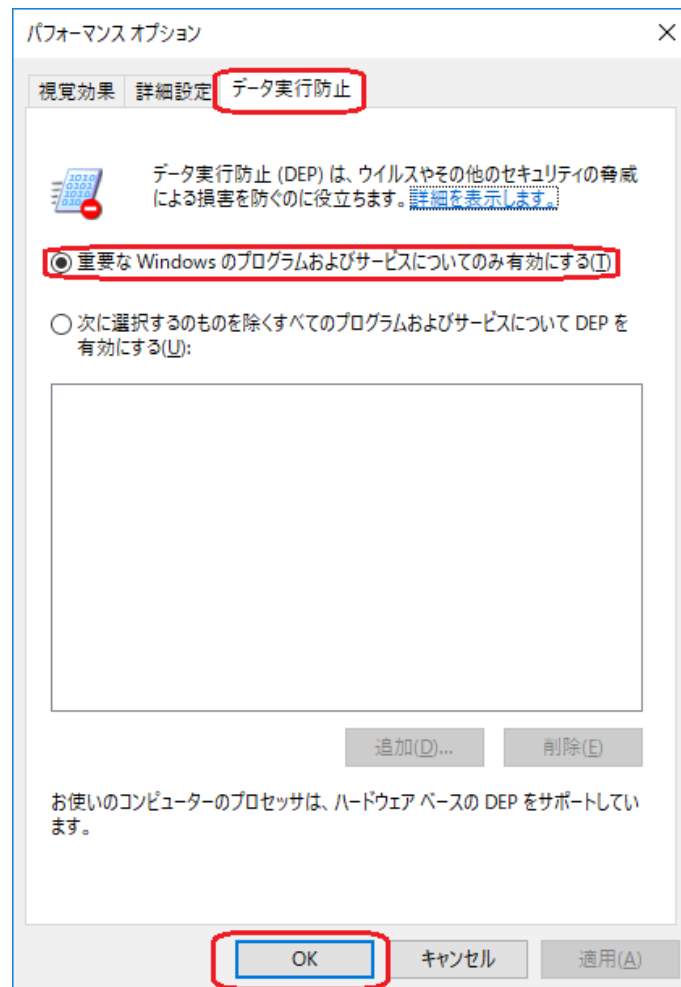 パフォーマンス オプション
視覚効果 詳細設定 データ実行防止
データ実行防止 (DEP) は、ウイルスやその他のセキュリティの脅威
による損害を防ぐのに役立ちます。詳細を表示します。
重要な Windows のプログラムおよびサービスについてのみ有効にする(T)
次に選択するのものを除くすべてのプログラムおよびサービスについて DEP を
有効にする(U):
追加(D)... 削除(E)
お使いのコンピューターのプロセッサは、ハードウェア ベースの DEP をサポートしてい
ます。
OK キャンセル 適用(A)